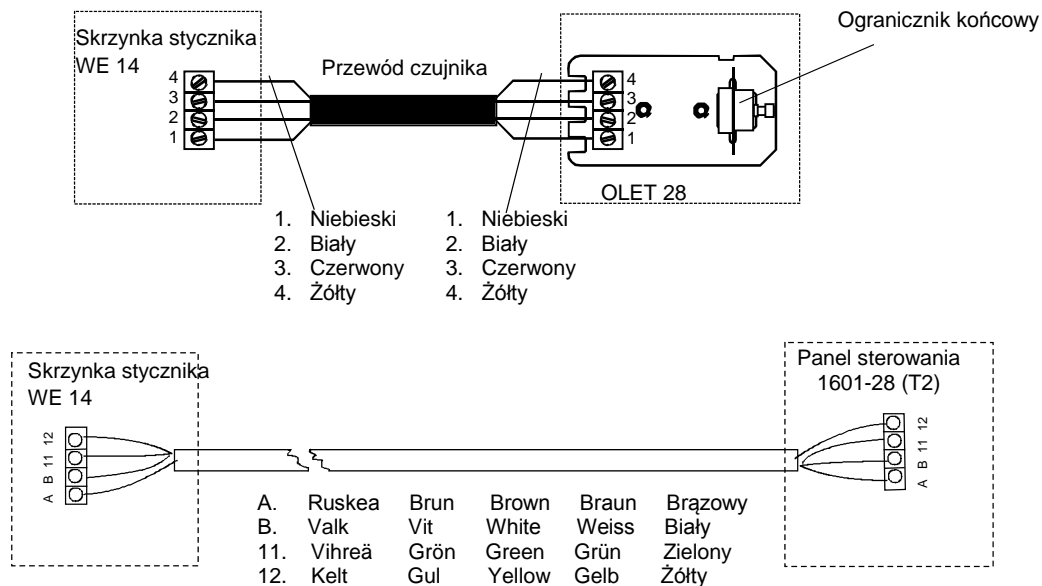 Ogranicznik końcowy
Skrzynka stycznika
WE 14
Przewód czujnika
4
3
2
1
4
3
2
1
OLET 28
1. Niebieski
2. Biały
3. Czerwony
4. Żółty
1. Niebieski
2. Biały
3. Czerwony
4. Żółty
Skrzynka stycznika
WE 14
Panel sterowania
1601-28 (T2)
12
11
B
A
12
11
B
A
A. Ruskea Brun Brown Braun Brązowy
B. Valk Vit White Weiss Biały
11. Vihreä Grön Green Grün Zielony
12. Kelt Gul Yellow Gelb Żółty